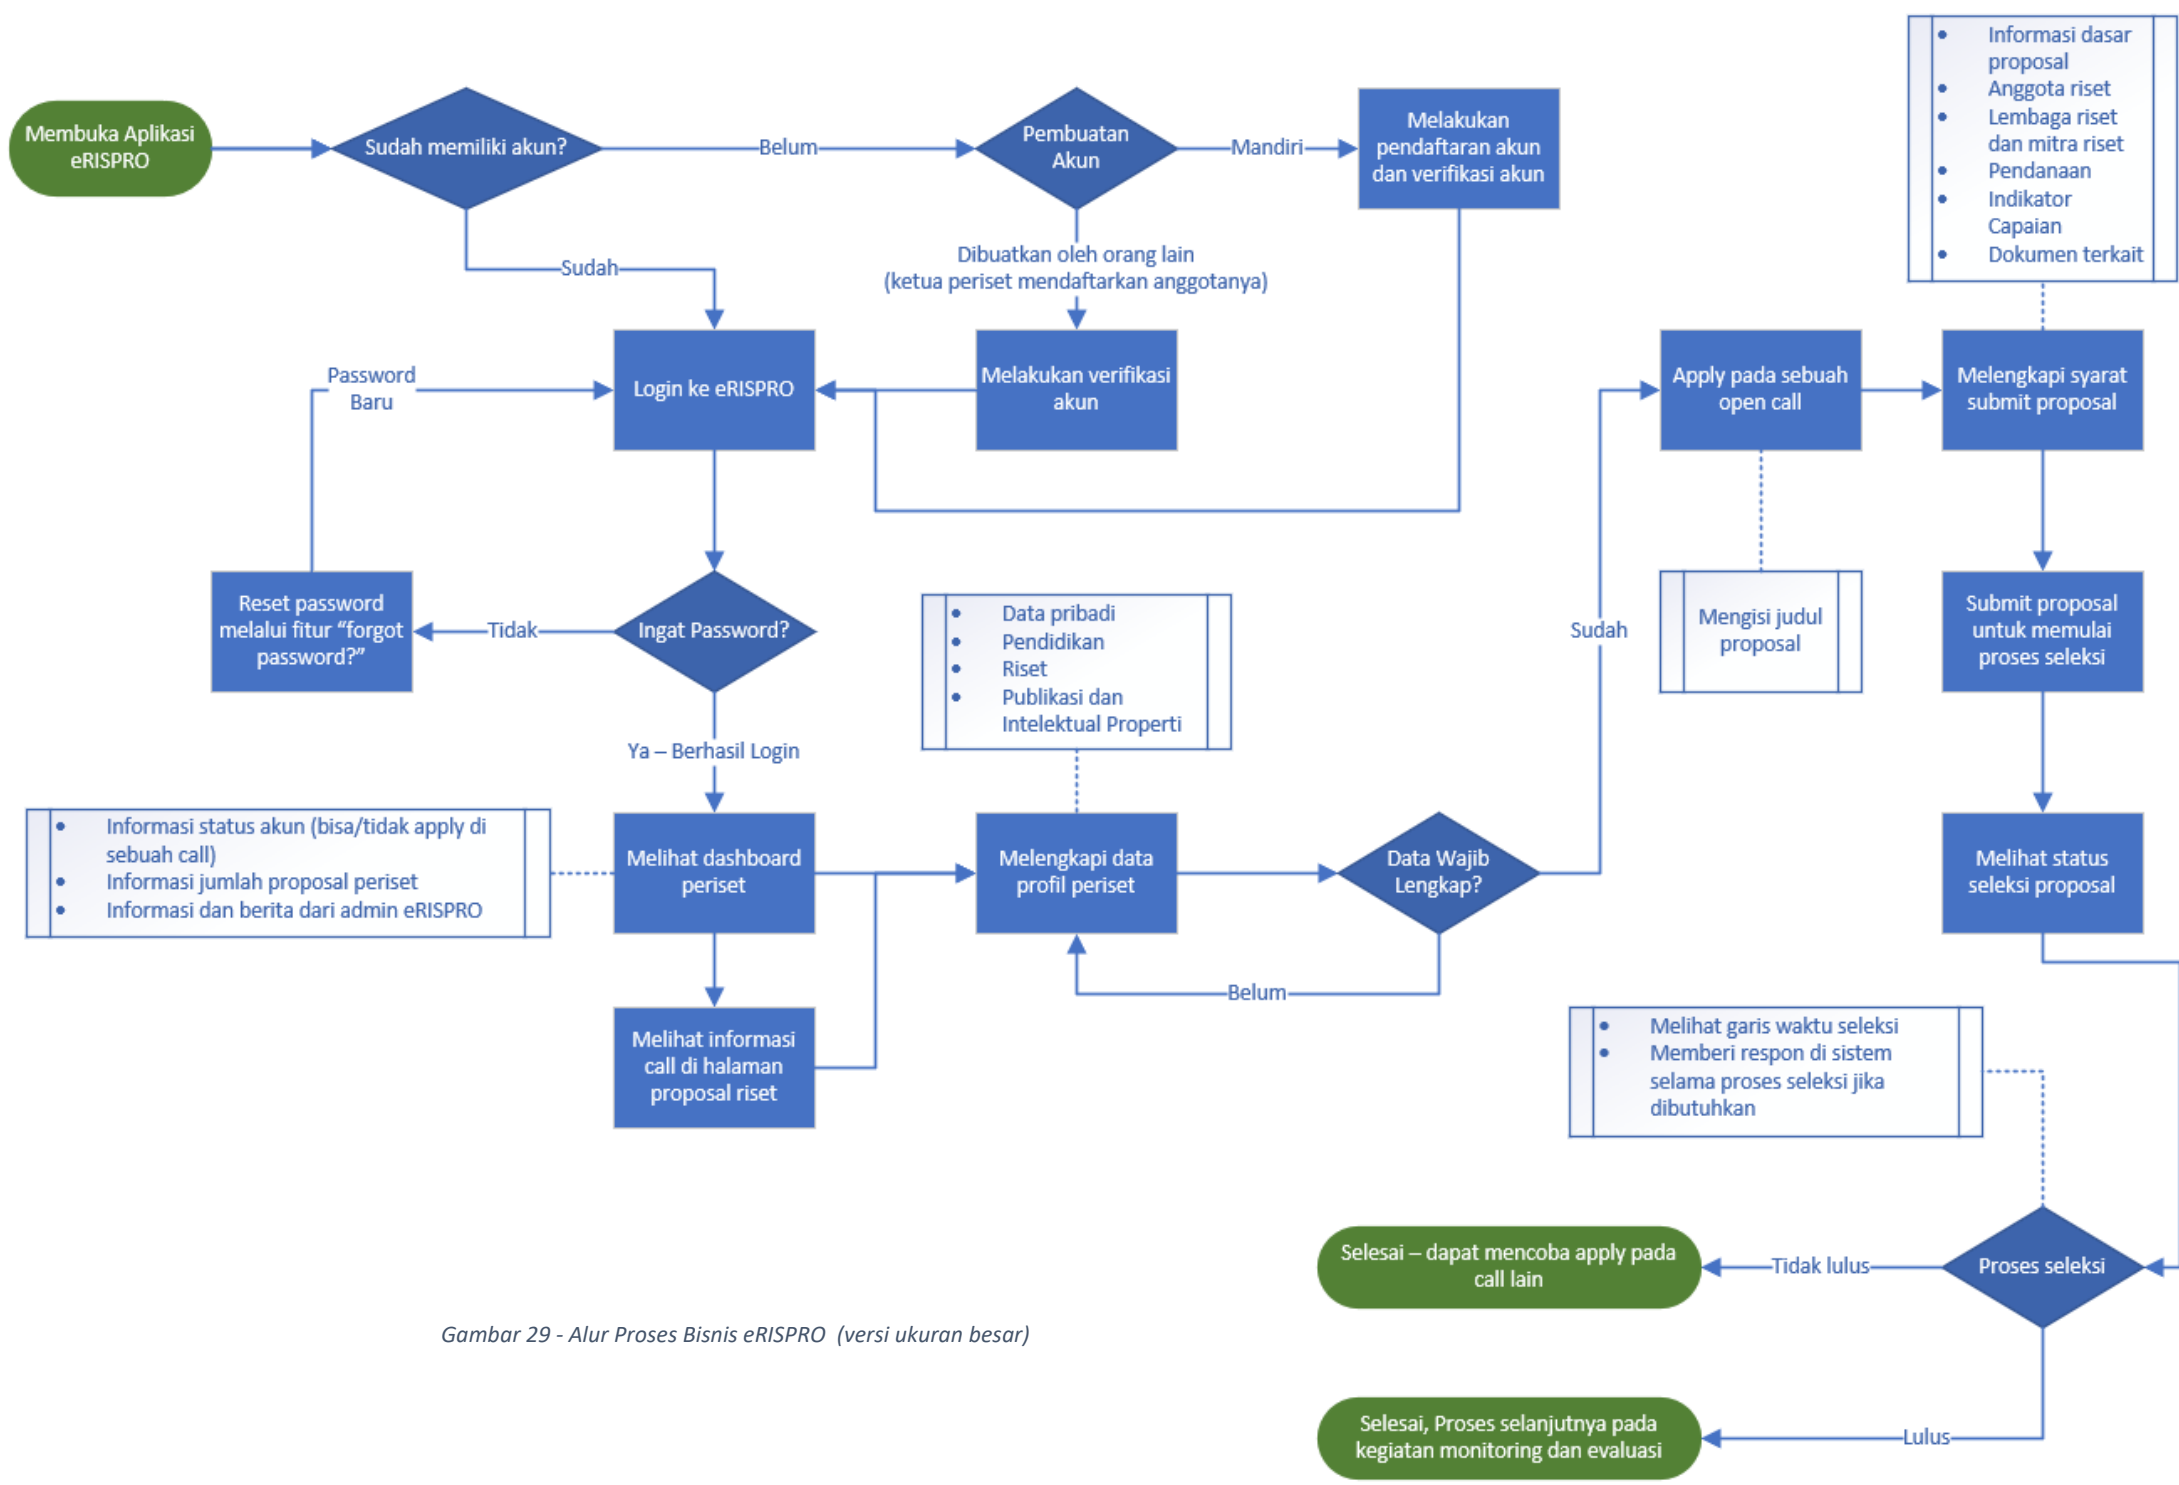 Membuka Aplikasi
eRISPRO
Sudah memiliki akun?
Belum
Pembuatan
Akun
Mandiri
Melakukan
pendaftaran akun
dan verifikasi akun
• Informasi dasar
proposal
• Anggota riset
• Lembaga riset
dan mitra riset
• Pendanaan
• Indikator
Capaian
• Dokumen terkait
Sudah
Dibuatkan oleh orang lain
(ketua periset mendaftarkan anggotanya)
Password
Baru
Login ke eRISPRO
Melakukan verifikasi
akun
Apply pada sebuah
open call
Melengkapi syarat
submit proposal
Reset password
melalui fitur “forgot
password?”
Tidak
Ingat Password?
• Data pribadi
• Pendidikan
• Riset
• Publikasi dan
Intelektual Properti
Sudah
Mengisi judul
proposal
Submit proposal
untuk memulai
proses seleksi
Ya – Berhasil Login
• Informasi status akun (bisa/tidak apply di
sebuah call)
• Informasi jumlah proposal periset
• Informasi dan berita dari admin eRISPRO
Melihat dashboard
periset
Melengkapi data
profil periset
Data Wajib
Lengkap?
Melihat status
seleksi proposal
Belum
Melihat informasi
call di halaman
proposal riset
• Melihat garis waktu seleksi
• Memberi respon di sistem
selama proses seleksi jika
dibutuhkan
Selesai – dapat mencoba apply pada
call lain
Tidak lulus
Proses seleksi
Gambar 29 - Alur Proses Bisnis eRISPRO (versi ukuran besar)
Selesai, Proses selanjutnya pada
kegiatan monitoring dan evaluasi
Lulus